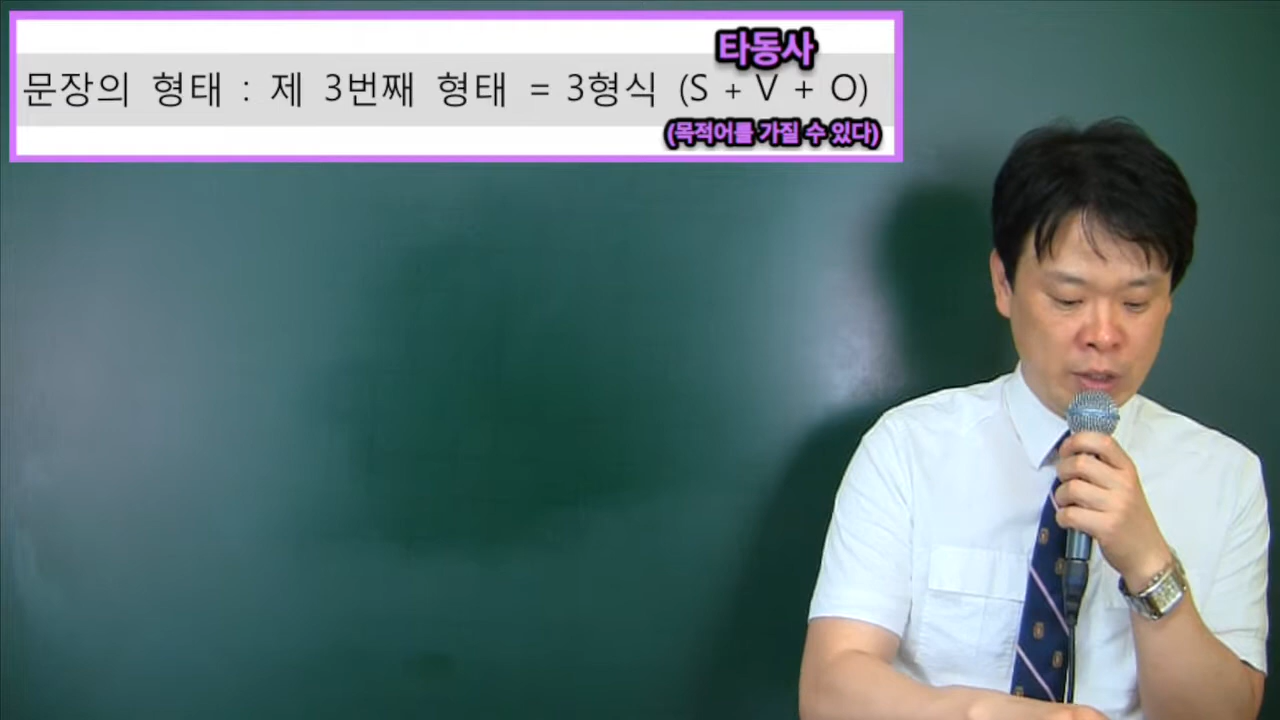 타동사
문장의 형태 : 제 3번째 형태 = 3형식 (S + V + O)
(목적어를 가질 수 있다)